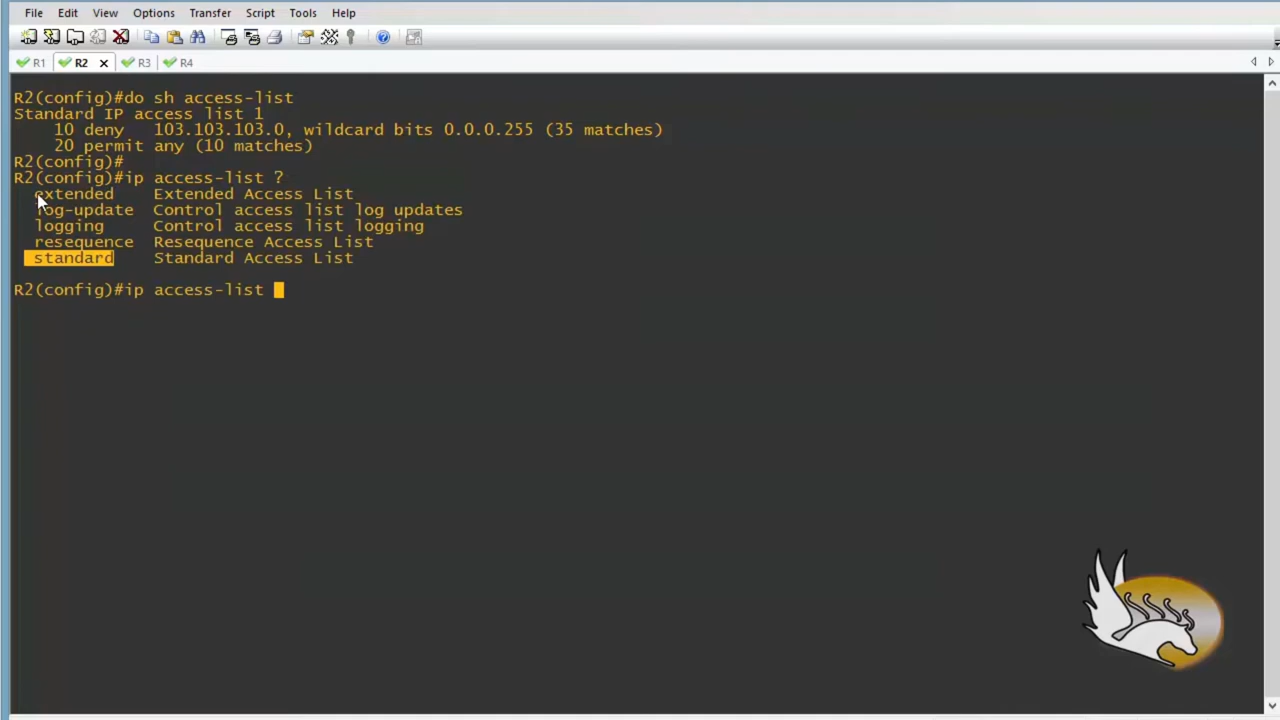 File Edit View Options Transfer Script Tools Help
R1 R2 R3 R4
R2(config)#do sh access-list
Standard IP access list 1
10 deny 103.103.103.0, wildcard bits 0.0.0.255 (35 matches)
20 permit any (10 matches)
R2(config)#
R2(config)#ip access-list ?
extended Extended Access List
log-update Control access list log updates
logging Control access list logging
resequence Resequence Access List
standard Standard Access List
R2(config)#ip access-list